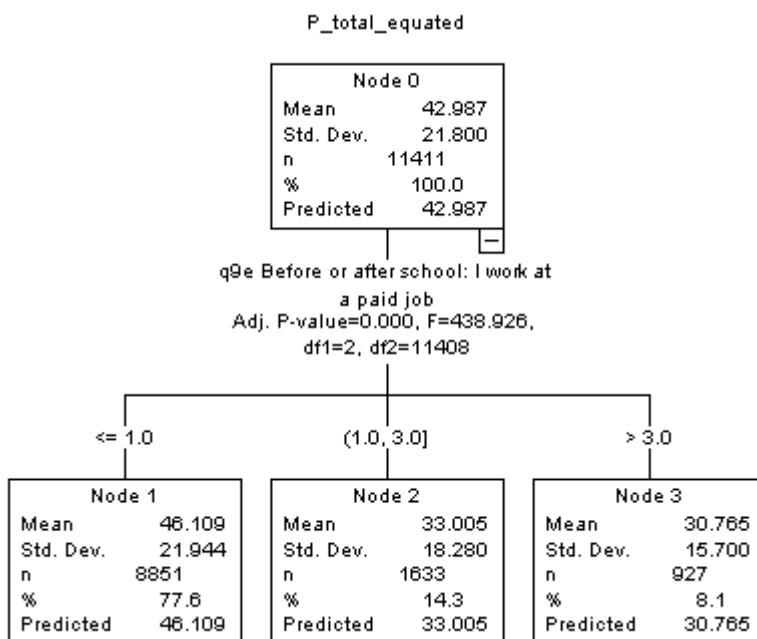 P_total_equated
Node 0
Mean 42.987
Std. Dev. 21.800
n 11411
% 100.0
Predicted 42.987
q9e Before or after school: I work at
a paid job
Adj. P-value=0.000, F=438.926,
df1=2, df2=11408
<= 1.0 (1.0, 3.0] > 3.0
Node 1
Mean 46.109
Std. Dev. 21.944
n 8851
% 77.6
Predicted 46.109
Node 2
Mean 33.005
Std. Dev. 18.280
n 1633
% 14.3
Predicted 33.005
Node 3
Mean 30.765
Std. Dev. 15.700
n 927
% 8.1
Predicted 30.765